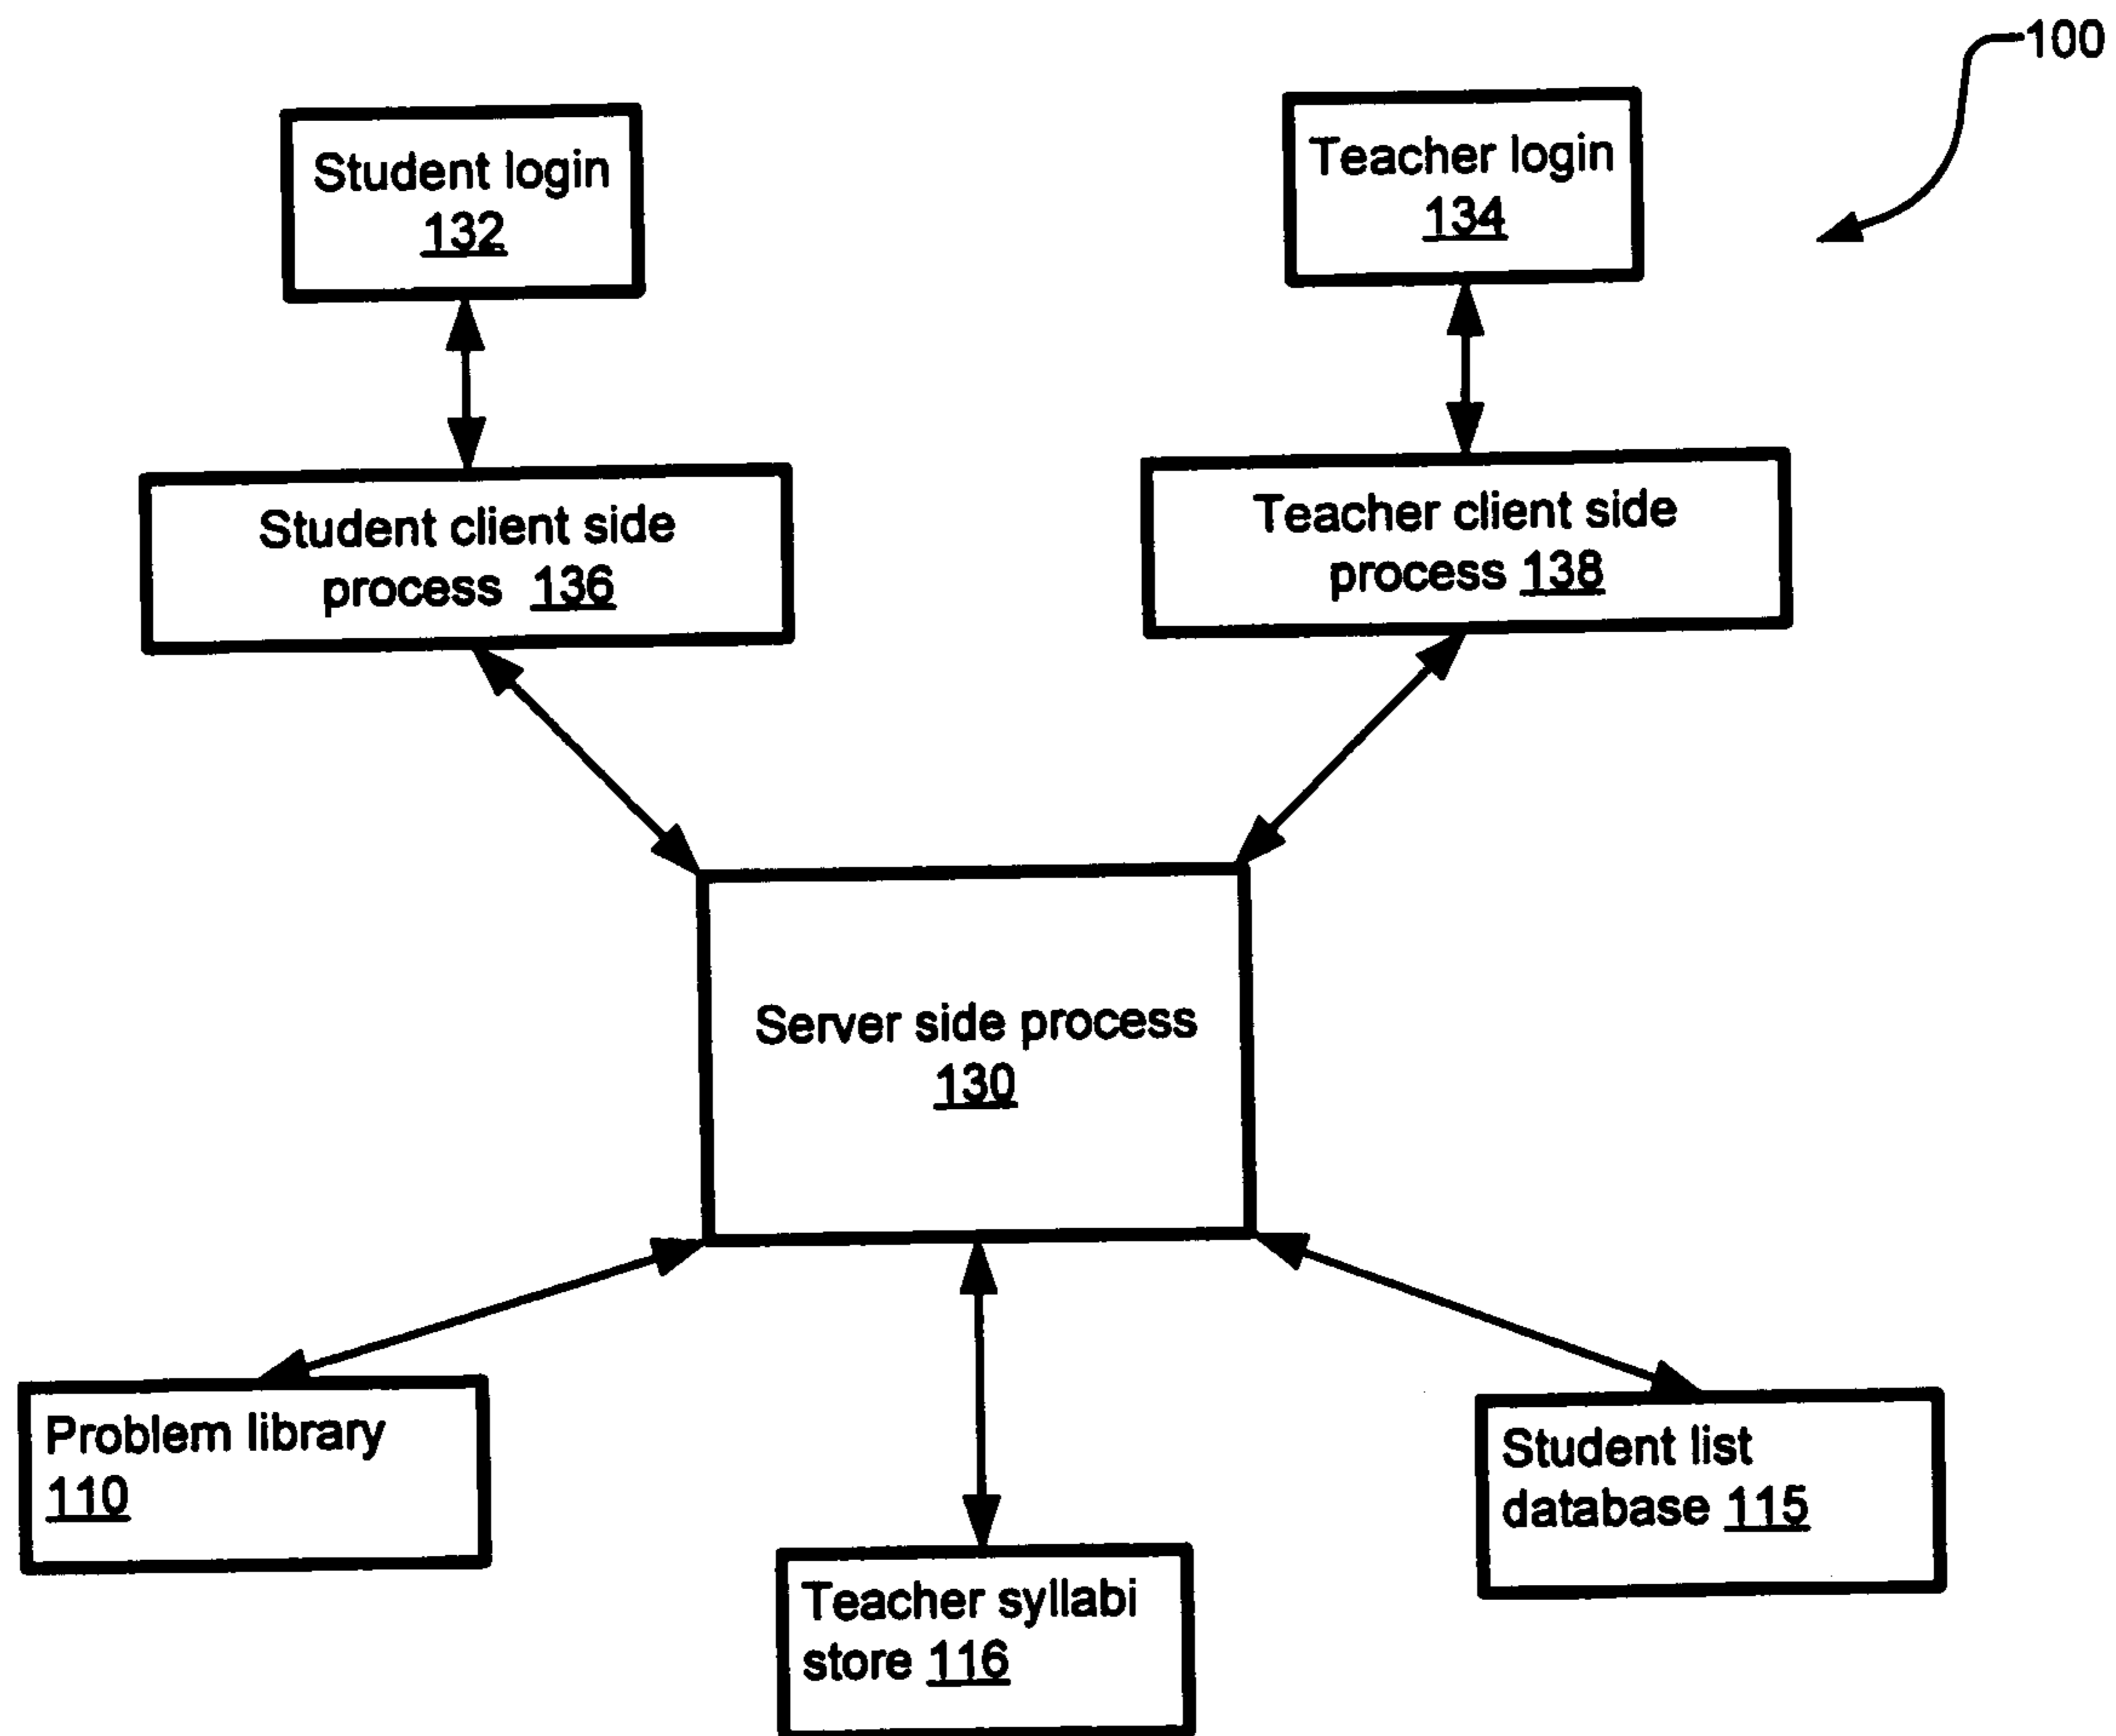 100
Student login
132
Teacher login
134
Student client side
process 136
Teacher client side
process 138
Server side process
130
Problem library
110
Student list
database 115
Teacher syllabi
store 116